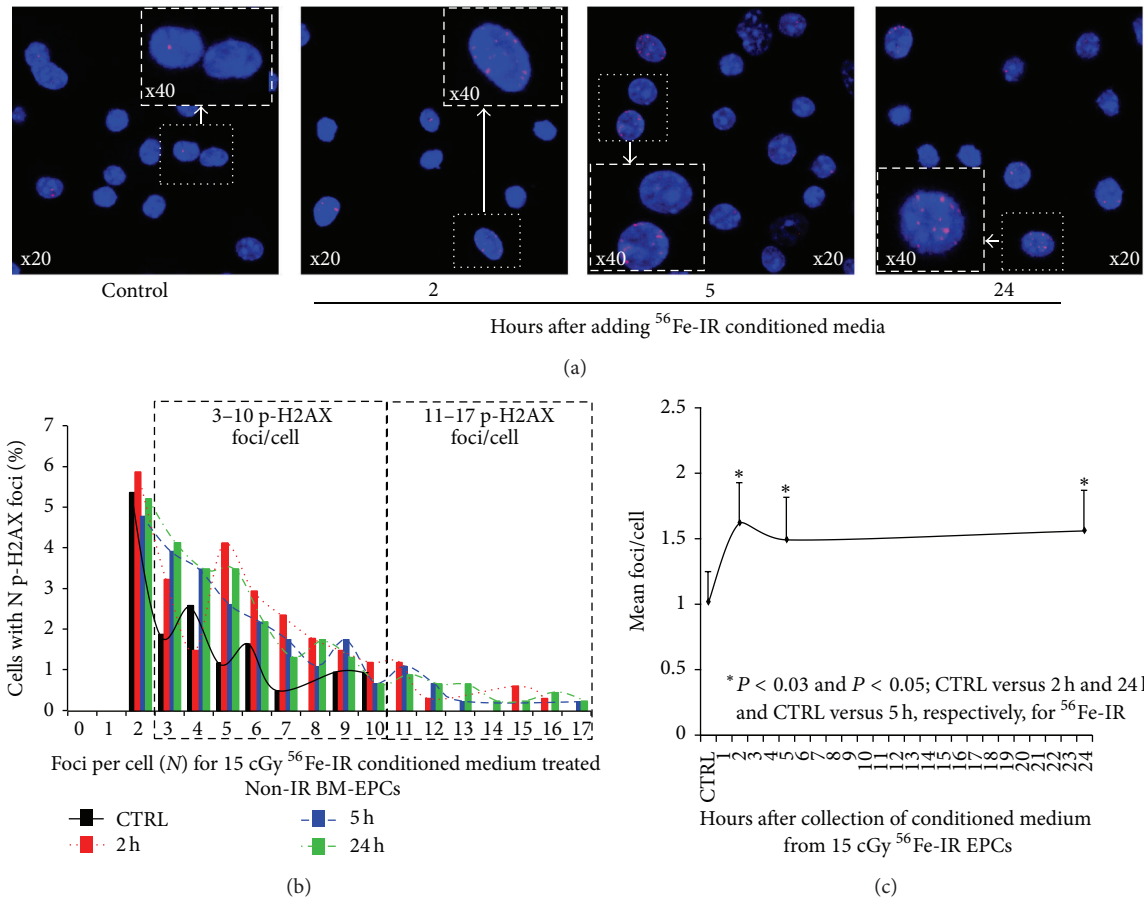 x40
x20
x40
x20
x40
x20
x40
x20
Control
2
5
24
Hours after adding ⁵⁶Fe-IR conditioned media
(a)
3–10 p-H2AX
foci/cell
11–17 p-H2AX
foci/cell
Cells with N p-H2AX foci (%)
7
6
5
4
3
2
1
0
0 1 2 3 4 5 6 7 8 9 10 11 12 13 14 15 16 17
Foci per cell (N) for 15 cGy ⁵⁶Fe-IR conditioned medium treated
Non-IR BM-EPCs
CTRL
2 h
5 h
24 h
(b)
Mean foci/cell
2.5
2
1.5
1
0.5
0
* * *
*P < 0.03 and P < 0.05; CTRL versus 2 h and 24 h
and CTRL versus 5 h, respectively, for ⁵⁶Fe-IR
CTRL 1 2 3 4 5 6 7 8 9 10 11 12 13 14 15 16 17 18 19 20 21 22 23 24
Hours after collection of conditioned medium
from 15 cGy ⁵⁶Fe-IR EPCs
(c)